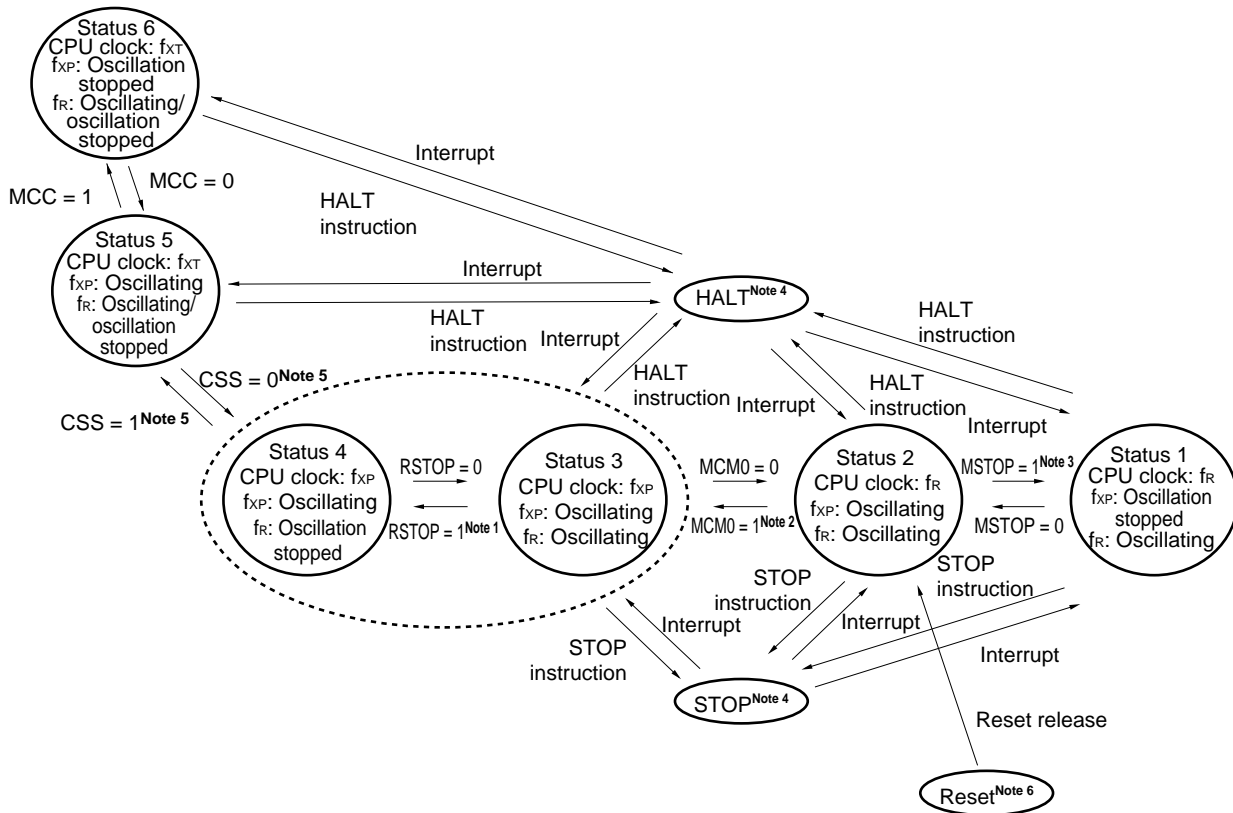 Status 6
CPU clock: fXT
fXP: Oscillation
stopped
fR: Oscillating/
oscillation
stopped
Interrupt
MCC = 0
MCC = 1
HALT
instruction
Status 5
CPU clock: fXT
fXP: Oscillating
fR: Oscillating/
oscillation
stopped
Interrupt
HALT
instruction
HALTNote 4
HALT
instruction
Interrupt
HALT
instruction
Interrupt
HALT
instruction
Interrupt
CSS = 0Note 5
CSS = 1Note 5
Status 4
CPU clock: fXP
fXP: Oscillating
fR: Oscillation
stopped
RSTOP = 0
RSTOP = 1Note 1
Status 3
CPU clock: fXP
fXP: Oscillating
fR: Oscillating
MCM0 = 0
MCM0 = 1Note 2
Status 2
CPU clock: fR
fXP: Oscillating
fR: Oscillating
MSTOP = 1Note 3
MSTOP = 0
Status 1
CPU clock: fR
fXP: Oscillation
stopped
fR: Oscillating
STOP
instruction
STOP
instruction
Interrupt
Interrupt
STOP
instruction
Interrupt
STOPNote 4
Reset release
ResetNote 6